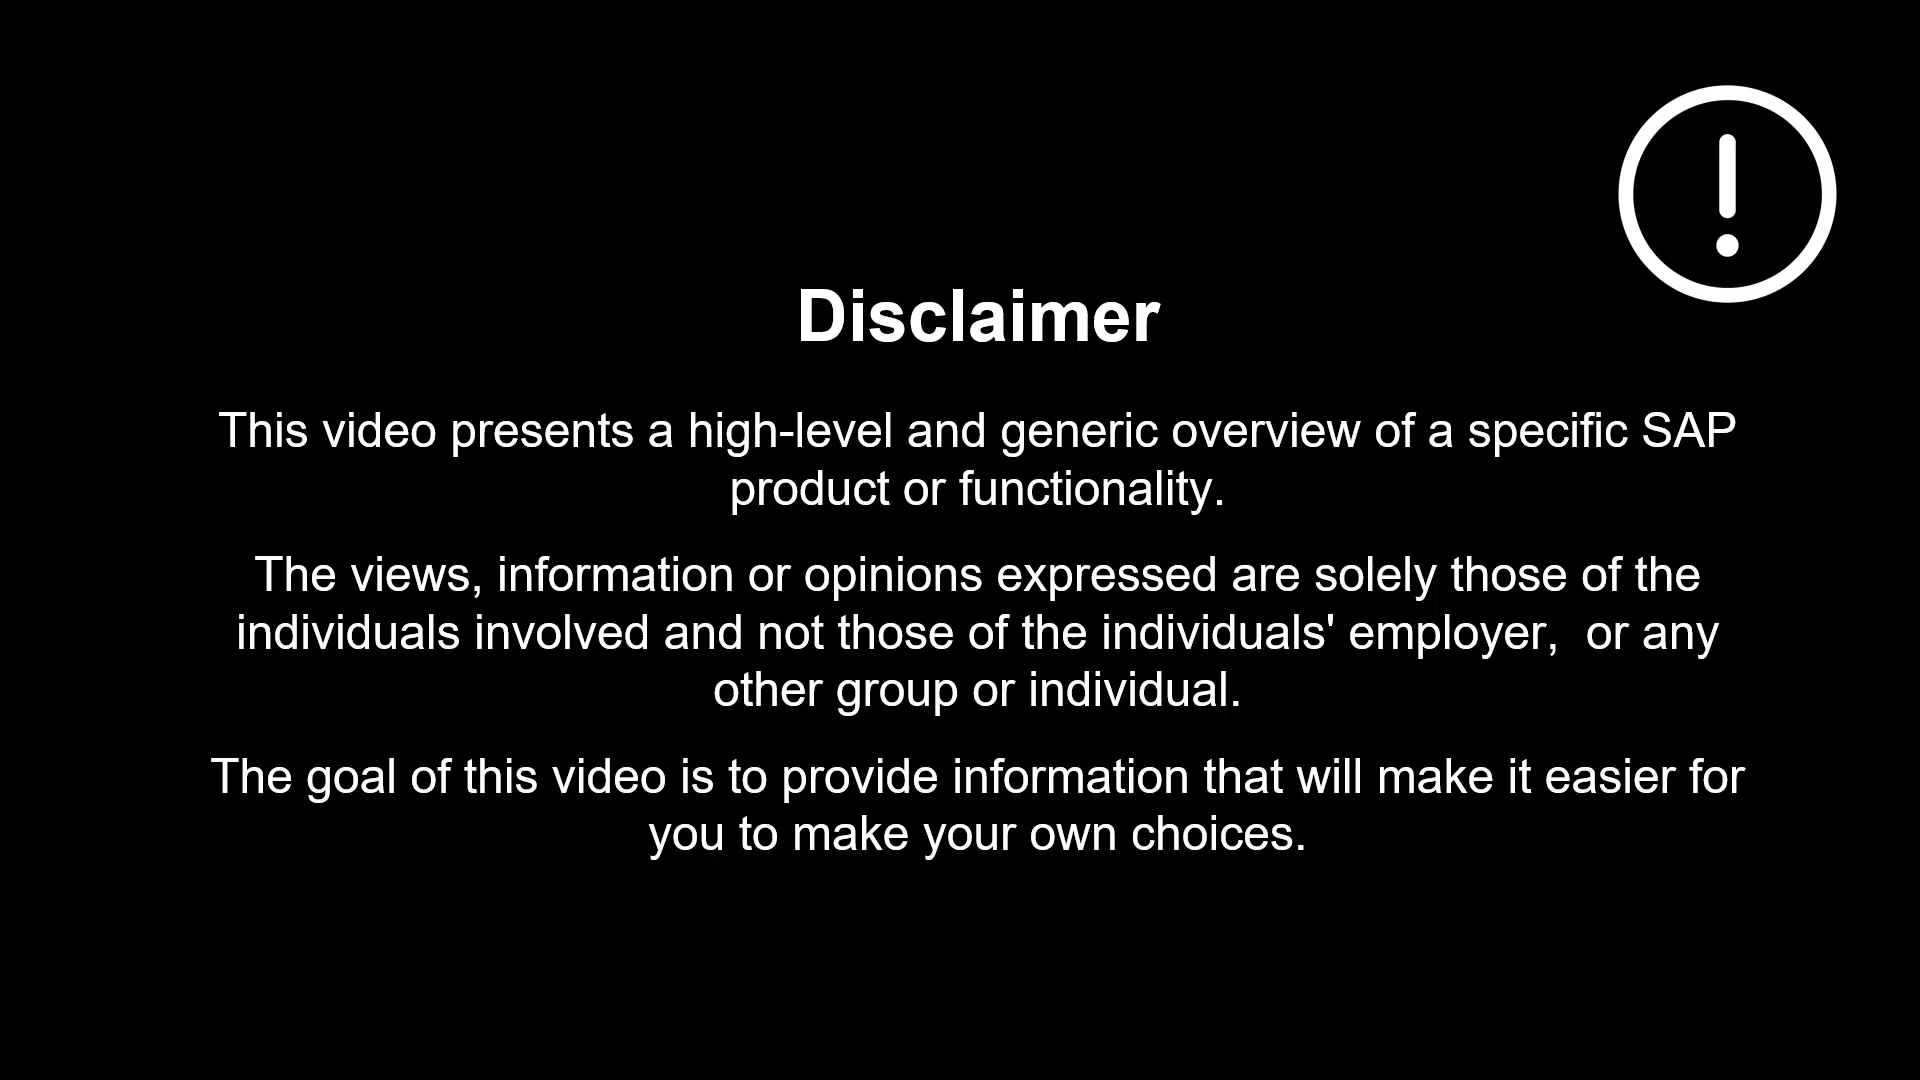 Disclaimer
This video presents a high-level and generic overview of a specific SAP
product or functionality.
The views, information or opinions expressed are solely those of the
individuals involved and not those of the individuals' employer,  or any
other group or individual.
The goal of this video is to provide information that will make it easier for
you to make your own choices.